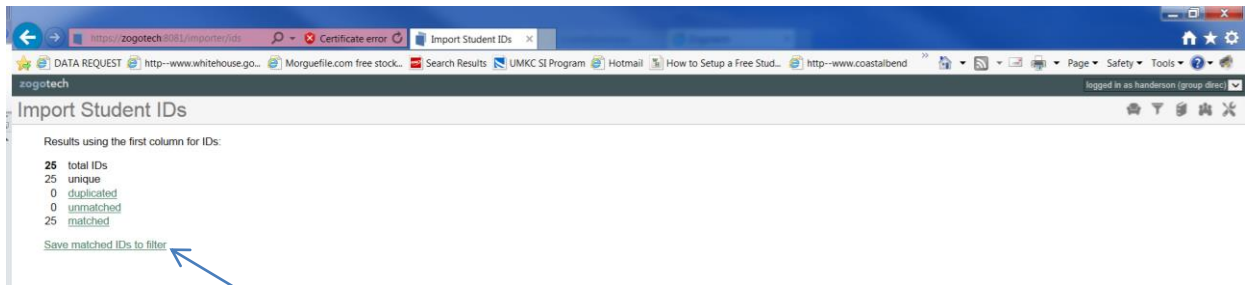 https://zogotech:8081/importer/ids Certificate error Import Student IDs
DATA REQUEST http--www.whitehouse.go... Morguefile.com free stock... Search Results UMKC SI Program Hotmail How to Setup a Free Stud... http--www.coastalbend » Page Safety Tools
zogotech logged in as handerson (group direc)
Import Student IDs
Results using the first column for IDs:
25 total IDs
25 unique
0 duplicated
0 unmatched
25 matched
Save matched IDs to filter